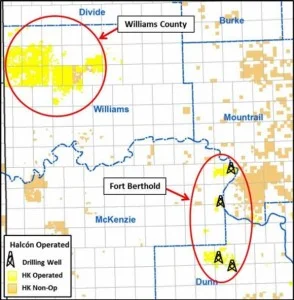 Divide
Williams County
Burke
Williams
Mountrail
Fort Berthold
McKenzie
Halcón Operated
Drilling Well
HK Operated
HK Non-Op
Dunn